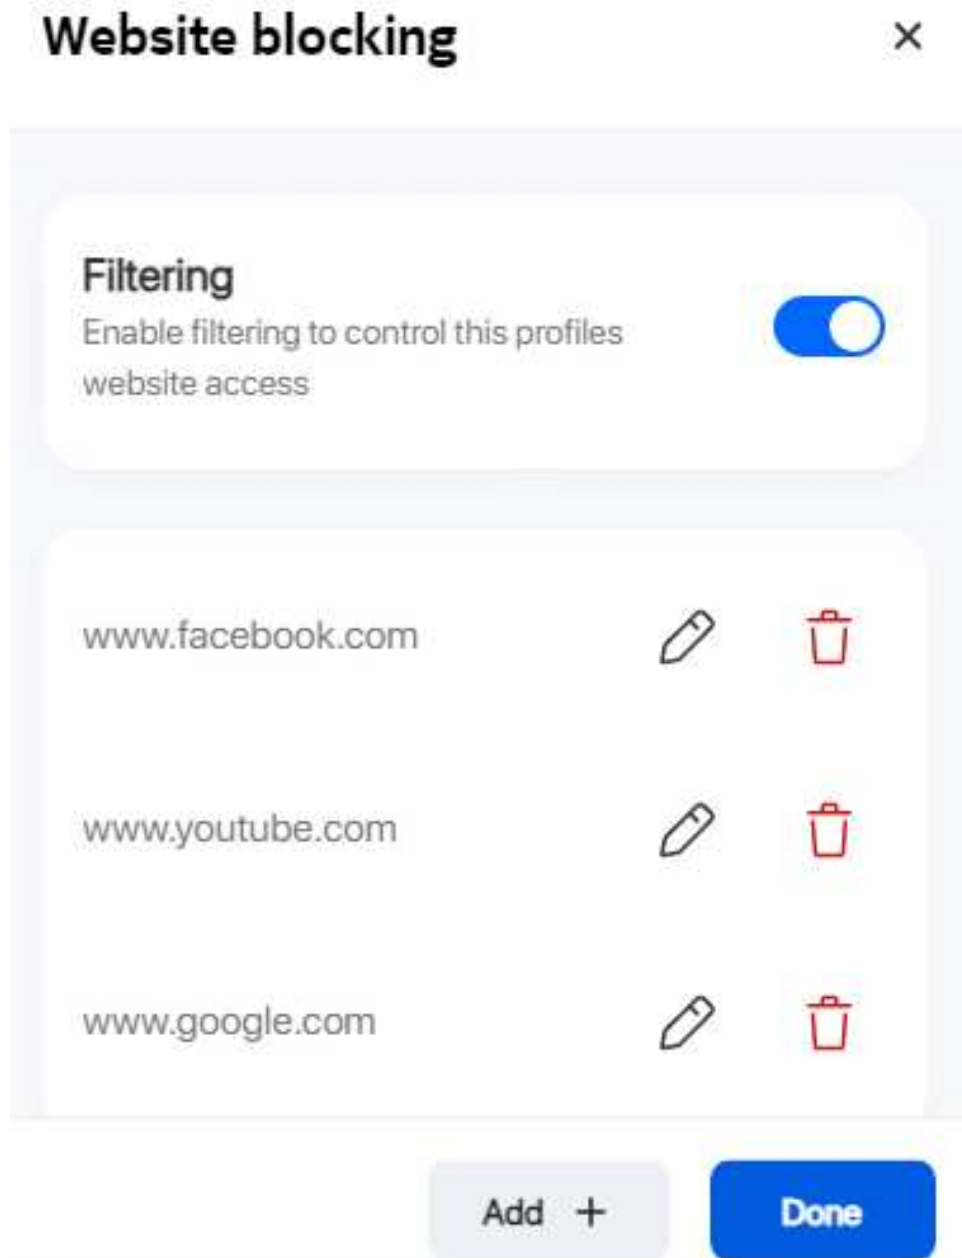 Website blocking
Filtering
Enable filtering to control this profiles
website access
www.facebook.com
www.youtube.com
www.google.com
Add +
Done